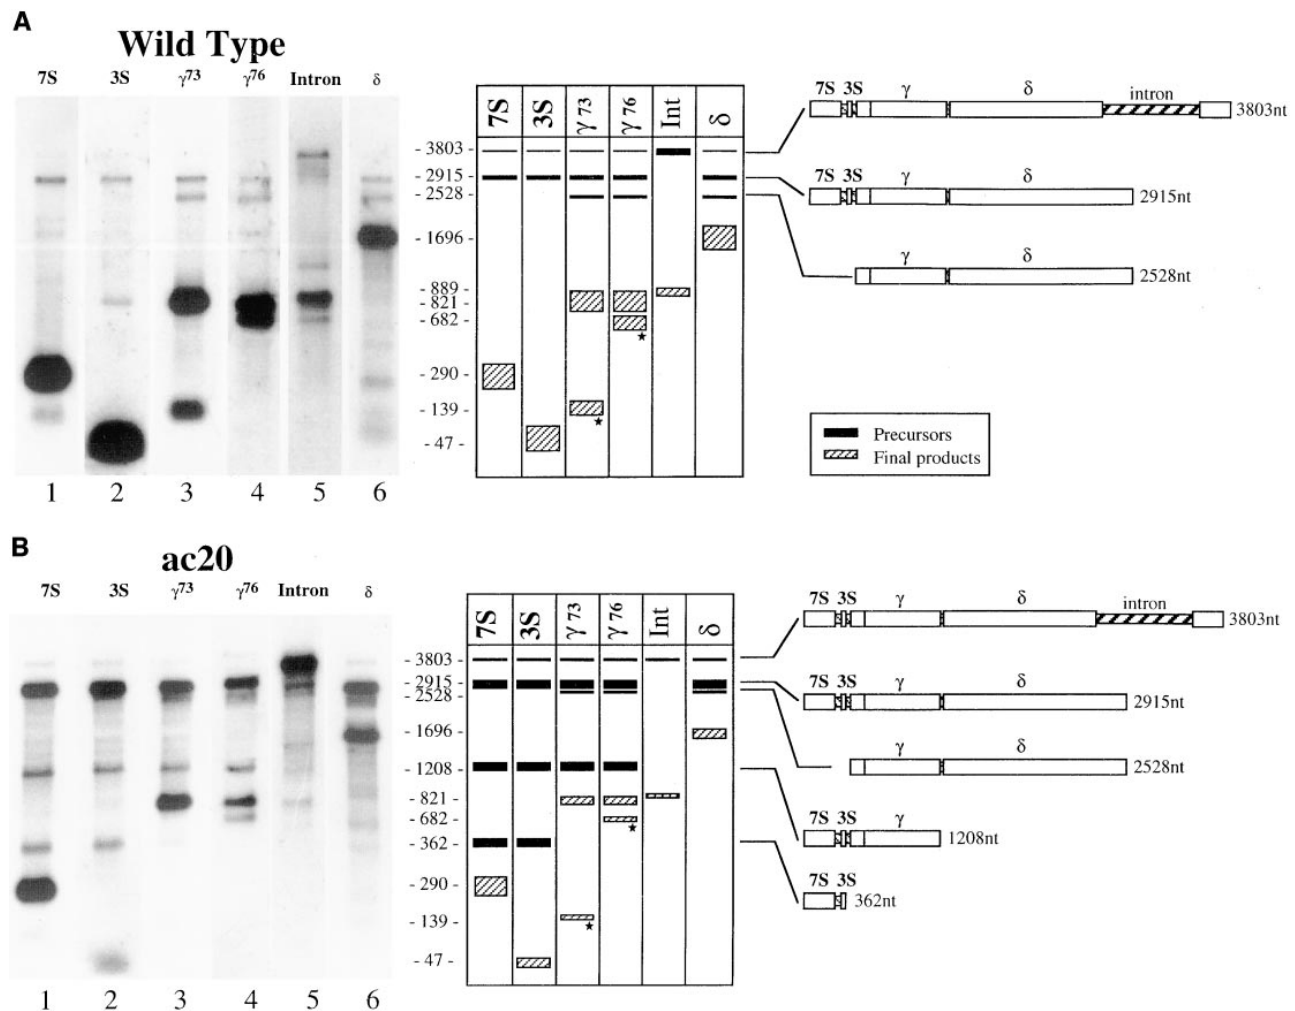 A
Wild Type
7S 3S γ73 γ76 Intron δ
1 2 3 4 5 6
7S 3S γ73 γ76 Int δ
- 3803 -
- 2915 -
- 2528 -
- 1696 -
- 889 -
- 821 -
- 682 -
- 290 -
- 139 -
- 47 -
7S 3S γ δ intron
3803nt
7S 3S γ δ
2915nt
γ δ
2528nt
Precursors
Final products
B
ac20
7S 3S γ73 γ76 Intron δ
1 2 3 4 5 6
7S 3S γ73 γ76 Int δ
- 3803 -
- 2915 -
- 2528 -
- 1696 -
- 1208 -
- 821 -
- 682 -
- 362 -
- 290 -
- 139 -
- 47 -
7S 3S γ δ intron
3803nt
7S 3S γ δ
2915nt
γ δ
2528nt
7S 3S γ
1208nt
7S 3S
362nt